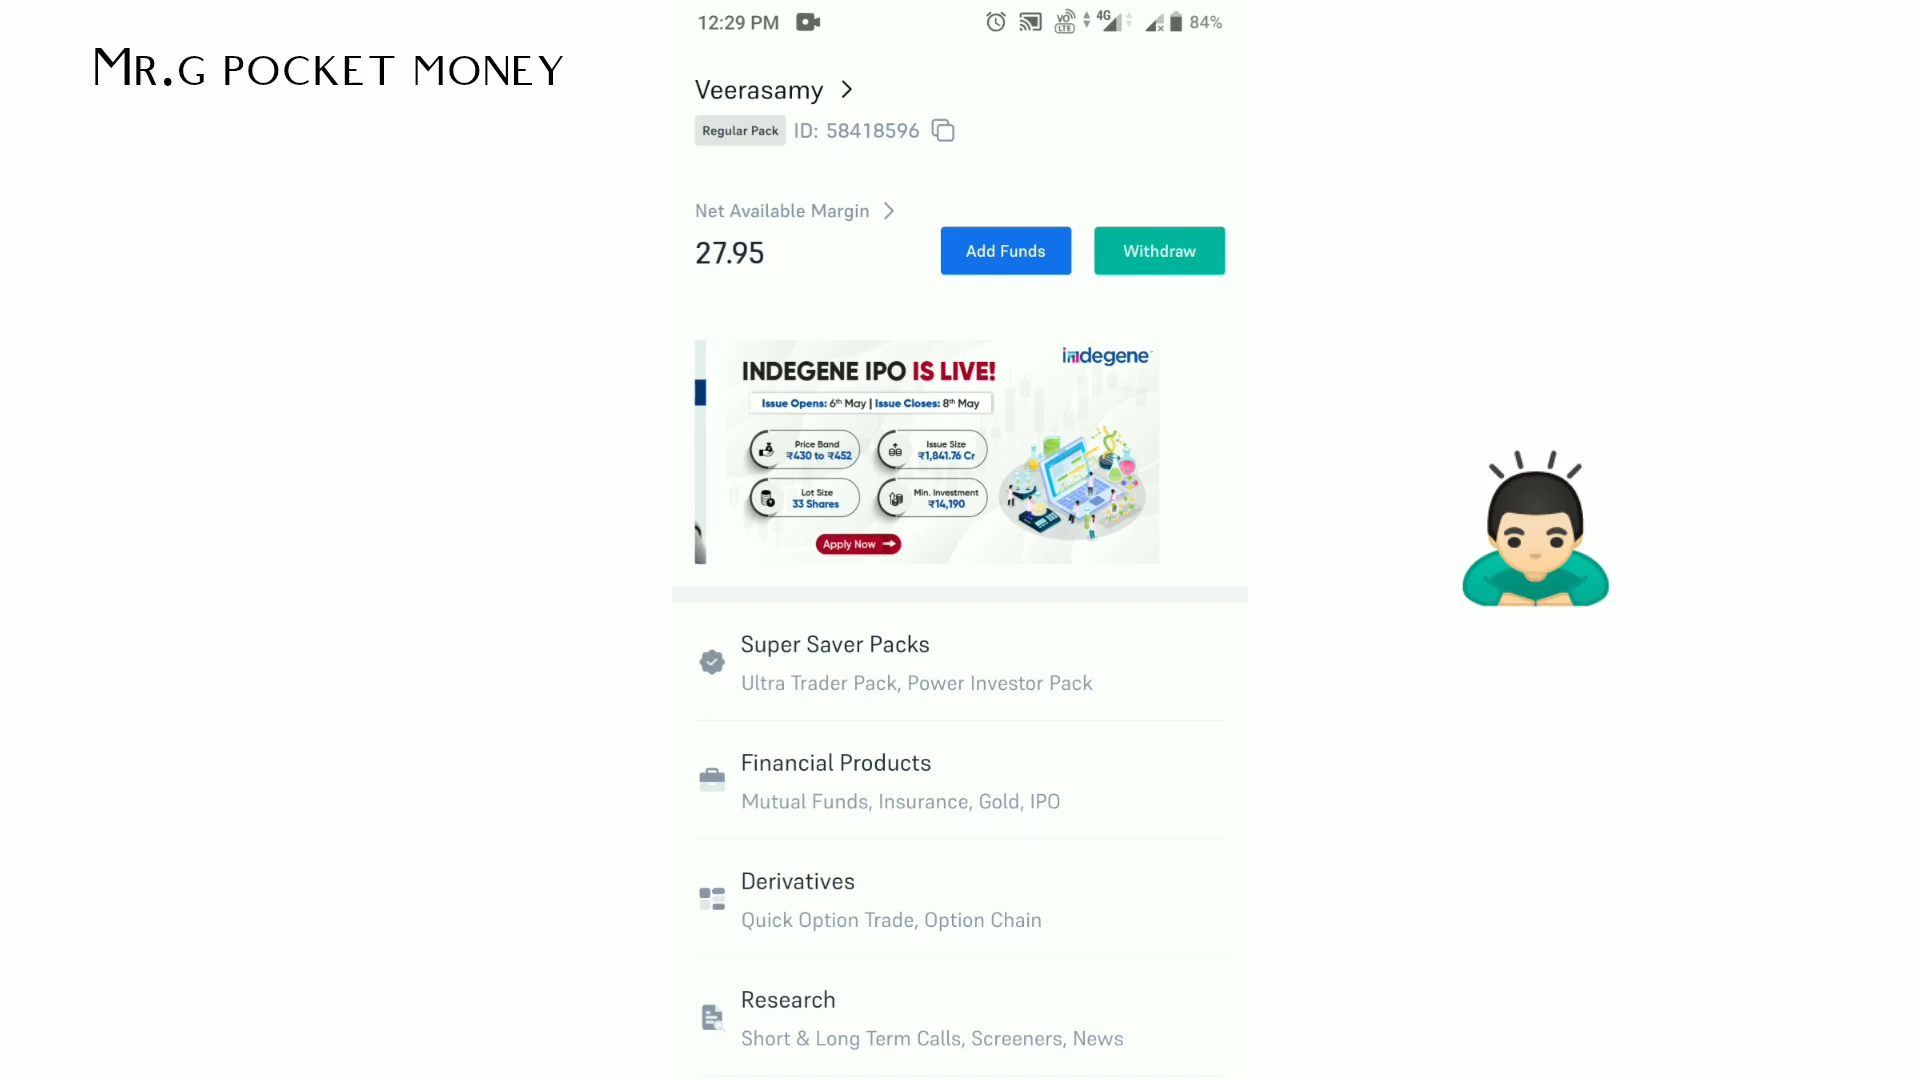 Mr.g pocket money
12:29 PM
4G
VO LTE
84%
Veerasamy
Regular Pack ID: 58418596
Net Available Margin
27.95
Add Funds
Withdraw
indegene
INDEGENE IPO IS LIVE!
Issue Opens: 6th May | Issue Closes: 8th May
Price Band
₹430 to ₹452
Issue Size
₹1,841.76 Cr
Lot Size
33 Shares
Min. Investment
₹14,190
Apply Now
Super Saver Packs
Ultra Trader Pack, Power Investor Pack
Financial Products
Mutual Funds, Insurance, Gold, IPO
Derivatives
Quick Option Trade, Option Chain
Research
Short & Long Term Calls, Screeners, News